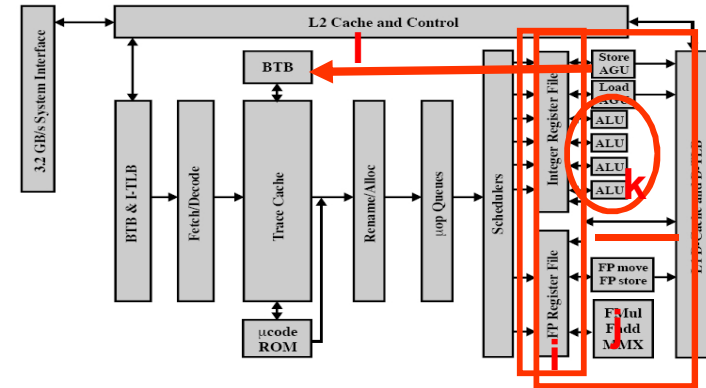 L2 Cache and Control
3.2 GB/s System Interface
l
BTB
BTB & I-TLB
Fetch/Decode
Trace Cache
μcode
ROM
Rename/Alloc
μop Queues
Schedulers
Integer Register File
FP Register File
i
Store
AGU
Load
AGU
ALU
ALU
ALU
ALU
k
FP move
FP store
FMul
Fadd
MMX
j
L1 D-Cache and D-TLB